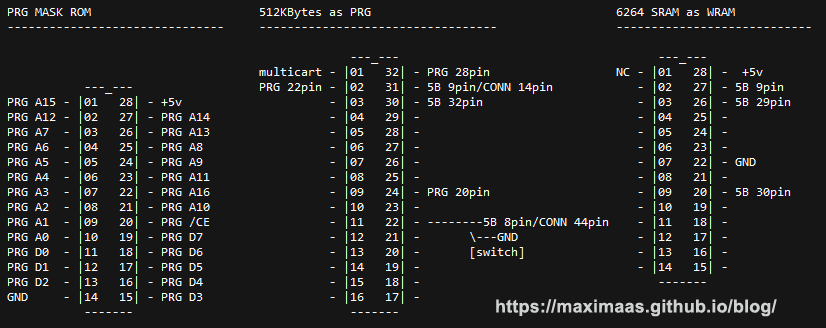 PRG MASK ROM 512KBytes as PRG 6264 SRAM as WRAM
------------------------------- ---------------------------------- ----------------------------
---_--- ---_---
multicart - |01 32| - PRG 28pin NC - |01 28| - +5v
---_--- PRG 22pin - |02 31| - 5B 9pin/CONN 14pin - |02 27| - 5B 9pin
PRG A15 - |01 28| - +5v - |03 30| - 5B 32pin - |03 26| - 5B 29pin
PRG A12 - |02 27| - PRG A14 - |04 29| - - |04 25| -
PRG A7 - |03 26| - PRG A13 - |05 28| - - |05 24| -
PRG A6 - |04 25| - PRG A8 - |06 27| - - |06 23| -
PRG A5 - |05 24| - PRG A9 - |07 26| - - |07 22| - GND
PRG A4 - |06 23| - PRG A11 - |08 25| - - |08 21| -
PRG A3 - |07 22| - PRG A16 - |09 24| - PRG 20pin - |09 20| - 5B 30pin
PRG A2 - |08 21| - PRG A10 - |10 23| - - |10 19| -
PRG A1 - |09 20| - PRG /CE - |11 22| - --------5B 8pin/CONN 44pin - |11 18| -
PRG A0 - |10 19| - PRG D7 - |12 21| - \---GND - |12 17| -
PRG D0 - |11 18| - PRG D6 - |13 20| - [switch] - |13 16| -
PRG D1 - |12 17| - PRG D5 - |14 19| - - |14 15| -
PRG D2 - |13 16| - PRG D4 - |15 18| - -------
GND - |14 15| - PRG D3 - |16 17| -
------- -------
https://maximaas.github.io/blog/